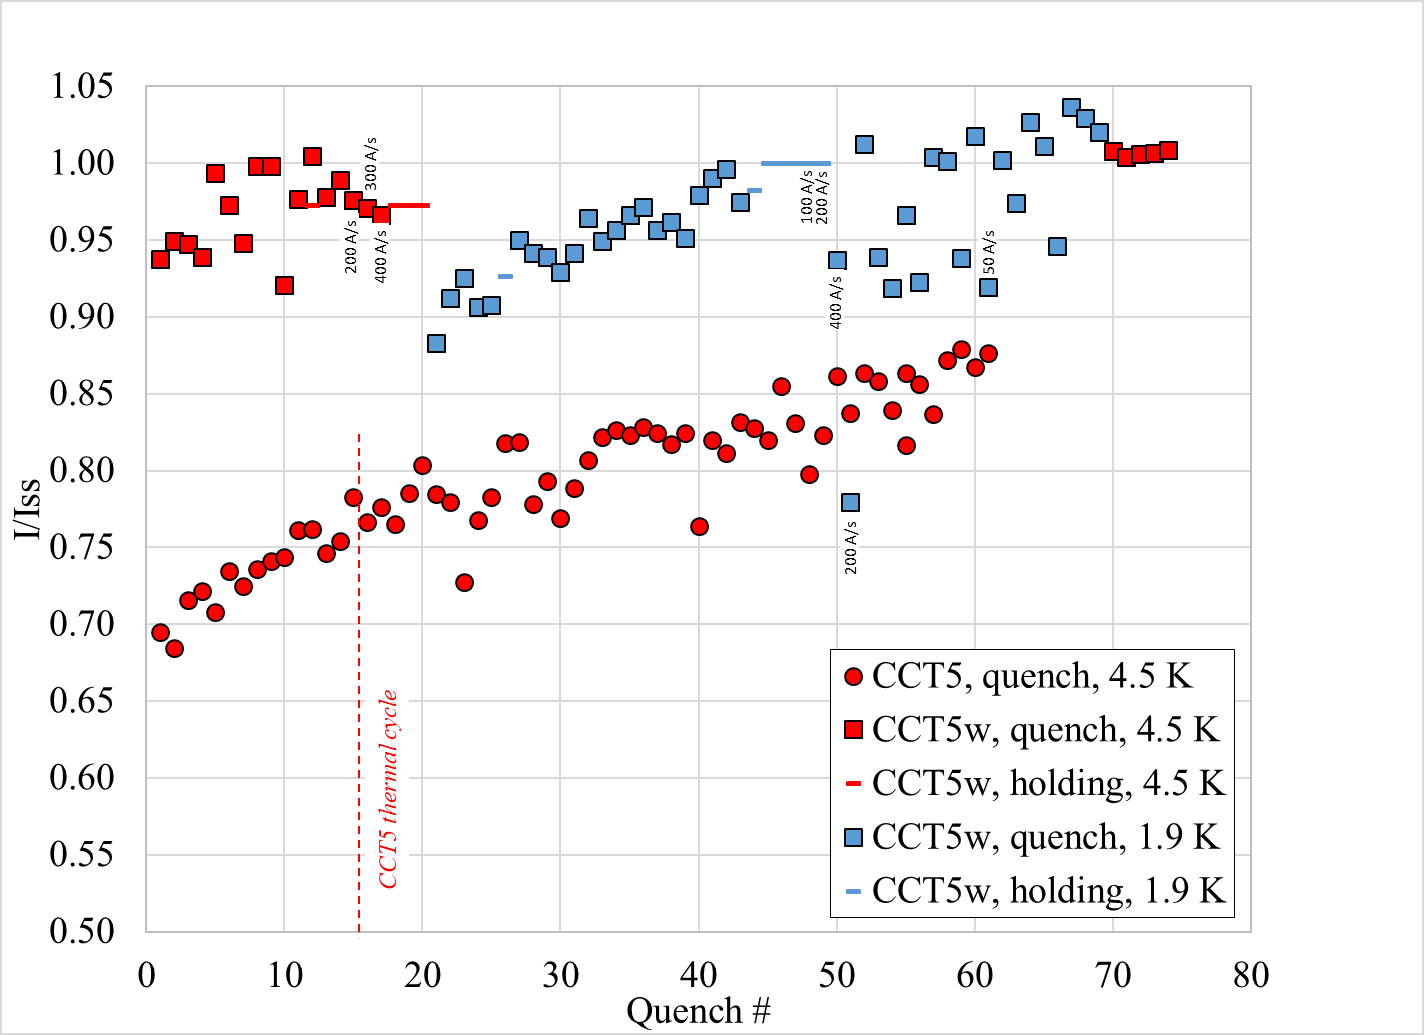 1.05
1.00
0.95
0.90
0.85
0.80
0.75
0.70
0.65
0.60
0.55
0.50
I/Iss
0
10
20
30
40
50
60
70
80
Quench #
200 A/s
300 A/s
400 A/s
100 A/s
200 A/s
400 A/s
200 A/s
50 A/s
CCT5 thermal cycle
CCT5, quench, 4.5 K
CCT5w, quench, 4.5 K
CCT5w, holding, 4.5 K
CCT5w, quench, 1.9 K
CCT5w, holding, 1.9 K